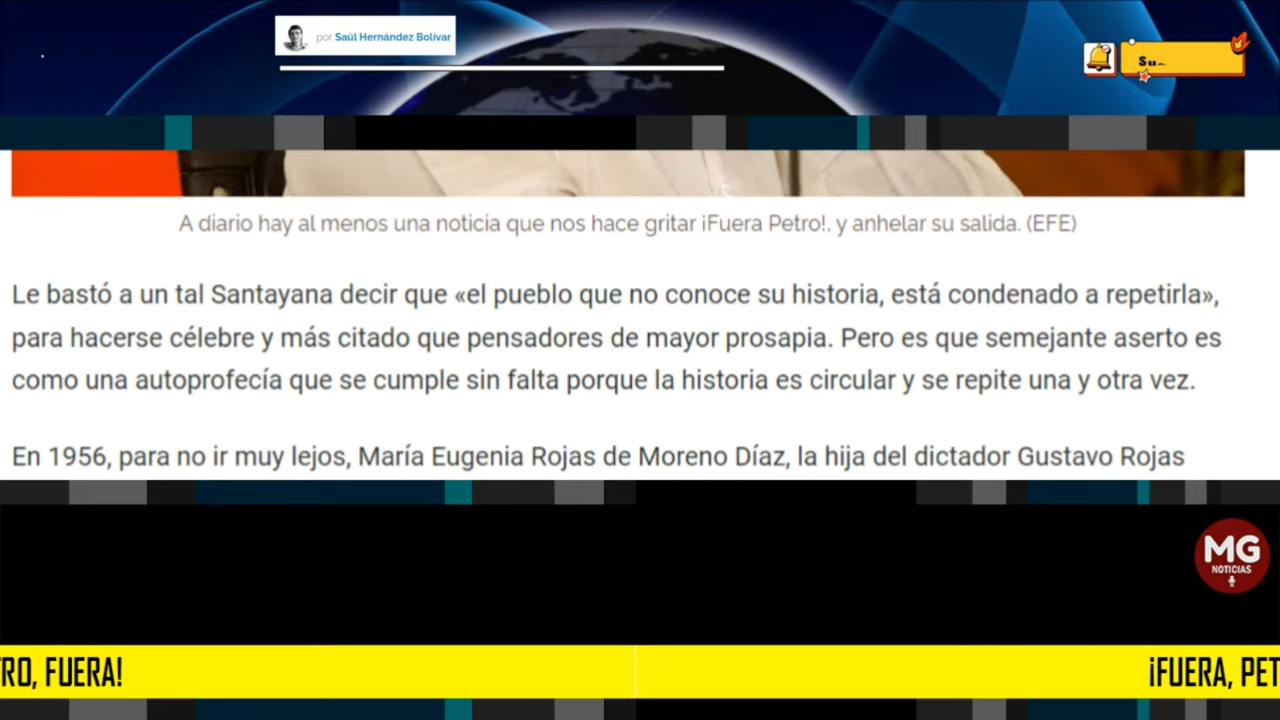 por Saúl Hernández Bolívar
Su
A diario hay al menos una noticia que nos hace gritar ¡Fuera Petro!, y anhelar su salida. (EFE)
Le bastó a un tal Santayana decir que «el pueblo que no conoce su historia, está condenado a repetirla»,
para hacerse célebre y más citado que pensadores de mayor prosapia. Pero es que semejante aserto es
como una autoprofecía que se cumple sin falta porque la historia es circular y se repite una y otra vez.
En 1956, para no ir muy lejos, María Eugenia Rojas de Moreno Díaz, la hija del dictador Gustavo Rojas
MG
NOTICIAS
TRO, FUERA! ¡FUERA, PET